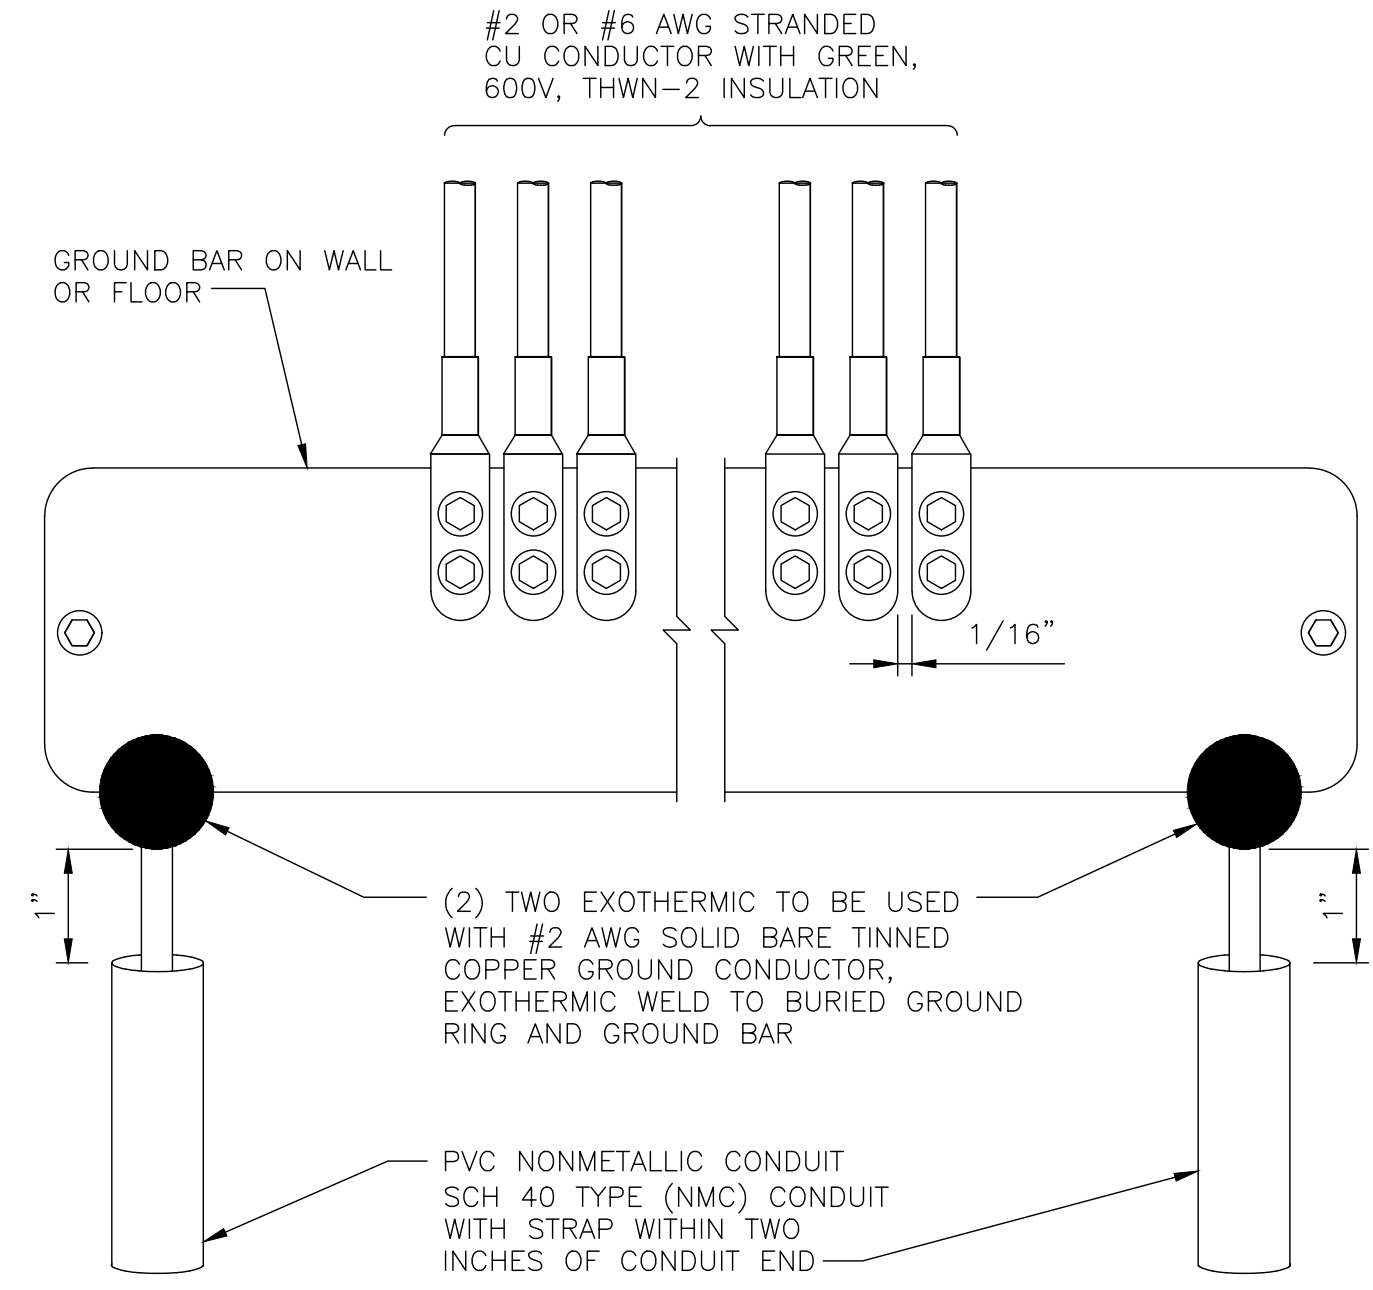 #2 OR #6 AWG STRANDED
CU CONDUCTOR WITH GREEN,
600V, THWN-2 INSULATION
GROUND BAR ON WALL
OR FLOOR
1/16"
1"
(2) TWO EXOTHERMIC TO BE USED
WITH #2 AWG SOLID BARE TINNED
COPPER GROUND CONDUCTOR,
EXOTHERMIC WELD TO BURIED GROUND
RING AND GROUND BAR
1"
PVC NONMETALLIC CONDUIT
SCH 40 TYPE (NMC) CONDUIT
WITH STRAP WITHIN TWO
INCHES OF CONDUIT END